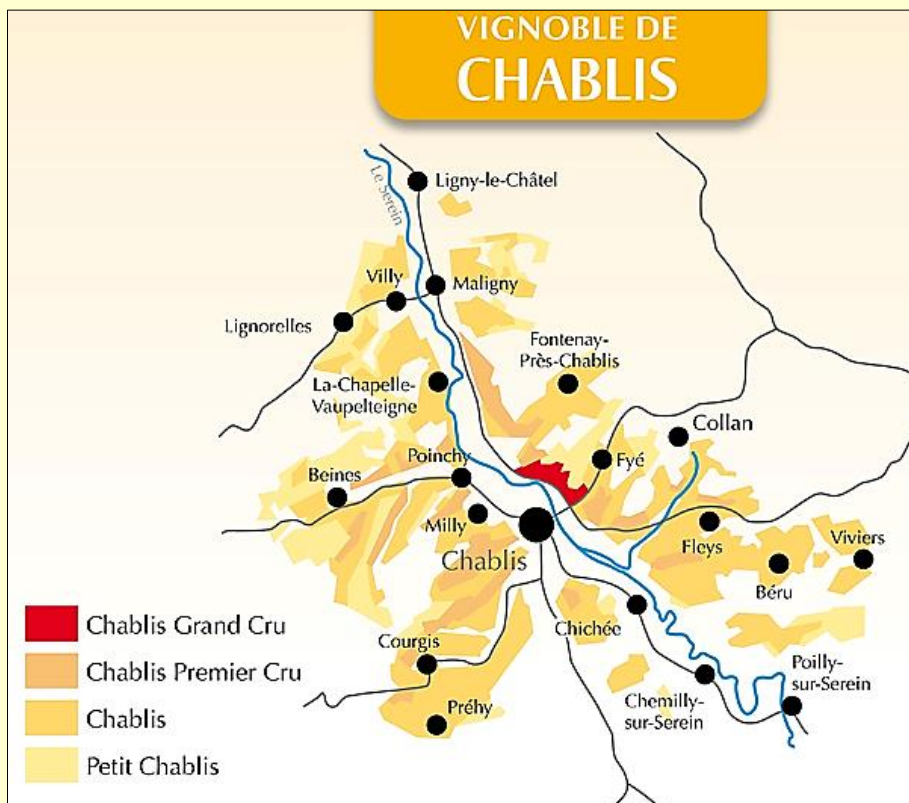 VIGNOBLE DE
CHABLIS
Le Serein
Ligny-le-Châtel
Villy
Maligny
Lignorelles
Fontenay-
Près-Chablis
La-Chapelle-
Vaupelteigne
Collan
Poinchy
Fyé
Beines
Milly
Chablis
Fleys
Viviers
Béru
Chichée
Courgis
Préhy
Chemilly-
sur-Serein
Poilly-
sur-Serein
Chablis Grand Cru
Chablis Premier Cru
Chablis
Petit Chablis